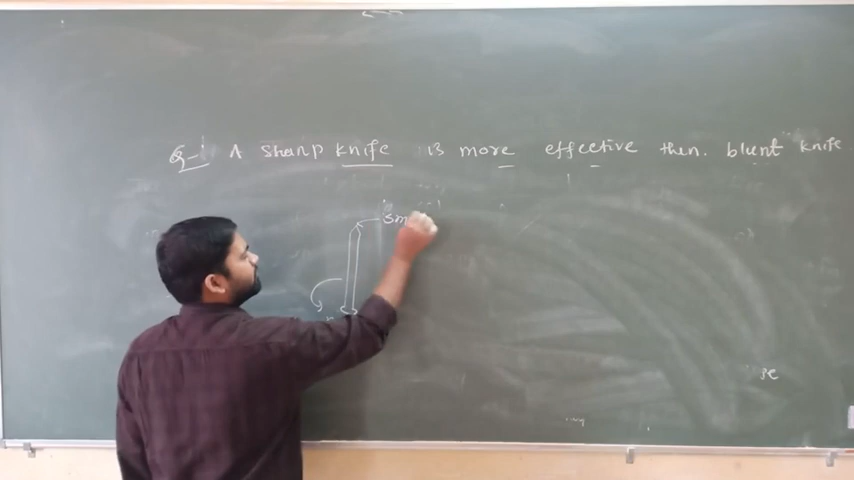 Q-1 A sharp knife is more effective then. blunt knife.
Sm